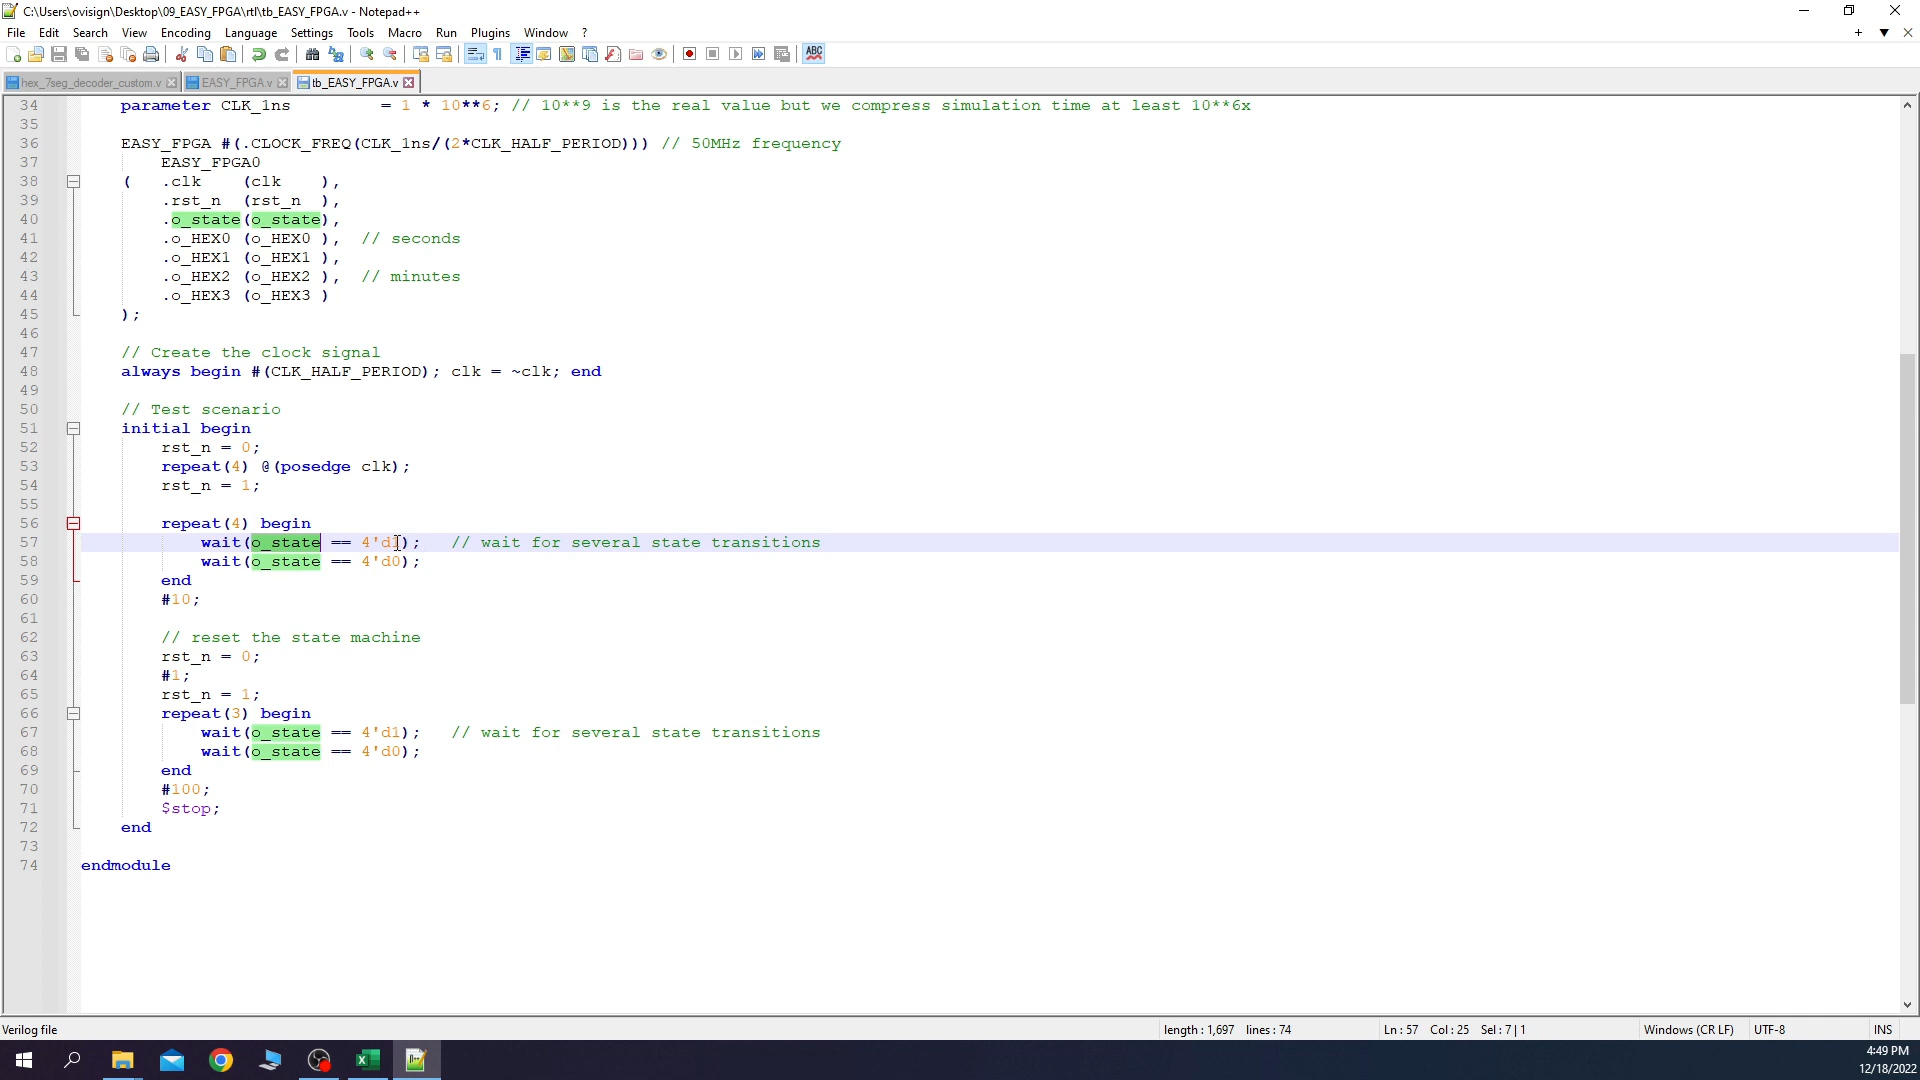 C:\Users\ovisign\Desktop\09_EASY_FPGA\rtl\tb_EASY_FPGA.v - Notepad++
File Edit Search View Encoding Language Settings Tools Macro Run Plugins Window ?
hex_7seg_decoder_custom.v EASY_FPGA.v tb_EASY_FPGA.v
34 parameter CLK_1ns = 1 * 10**6; // 10**9 is the real value but we compress simulation time at least 10**6x
35
36 EASY_FPGA #(.CLOCK_FREQ(CLK_1ns/(2*CLK_HALF_PERIOD))) // 50MHz frequency
37 EASY_FPGA0
38 ( .clk (clk ),
39 .rst_n (rst_n ),
40 .o_state(o_state),
41 .o_HEX0 (o_HEX0 ), // seconds
42 .o_HEX1 (o_HEX1 ),
43 .o_HEX2 (o_HEX2 ), // minutes
44 .o_HEX3 (o_HEX3 )
45 );
46
47 // Create the clock signal
48 always begin #(CLK_HALF_PERIOD); clk = ~clk; end
49
50 // Test scenario
51 initial begin
52 rst_n = 0;
53 repeat(4) @(posedge clk);
54 rst_n = 1;
55
56 repeat(4) begin
57 wait(o_state == 4'd1); // wait for several state transitions
58 wait(o_state == 4'd0);
59 end
60 #10;
61
62 // reset the state machine
63 rst_n = 0;
64 #1;
65 rst_n = 1;
66 repeat(3) begin
67 wait(o_state == 4'd1); // wait for several state transitions
68 wait(o_state == 4'd0);
69 end
70 #100;
71 $stop;
72 end
73
74 endmodule
Verilog file length : 1,697 lines : 74 Ln : 57 Col : 25 Sel : 7 | 1 Windows (CR LF) UTF-8 INS
4:49 PM
12/18/2022